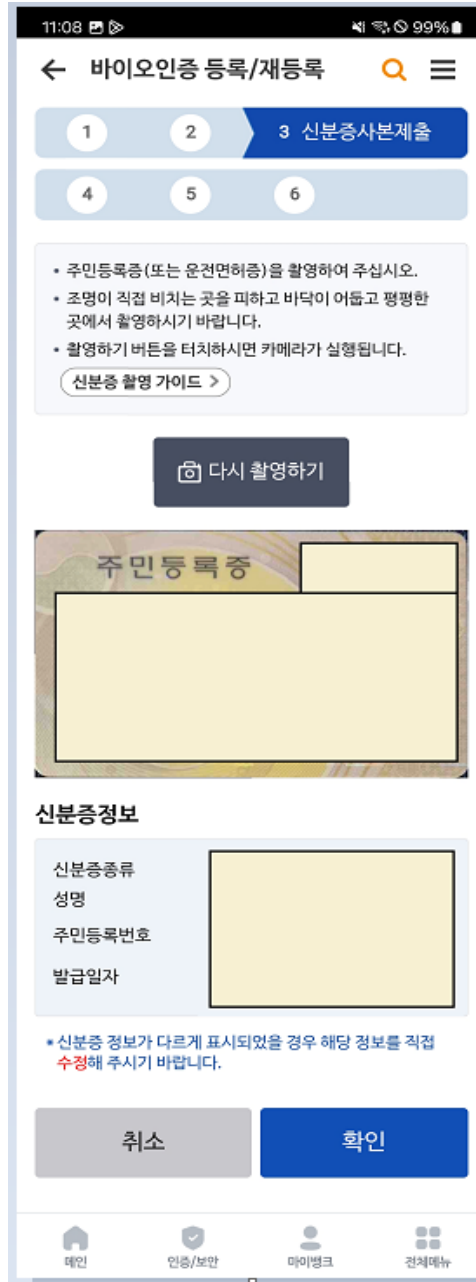 11:08 99%
바이오인증 등록/재등록
1 2 3 신분증사본제출
4 5 6
• 주민등록증(또는 운전면허증)을 촬영하여 주십시오.
• 조명이 직접 비치는 곳을 피하고 바닥이 어둡고 평평한
곳에서 촬영하시기 바랍니다.
• 촬영하기 버튼을 터치하시면 카메라가 실행됩니다.
신분증 촬영 가이드 >
다시 촬영하기
주민등록증
신분증정보
신분증종류
성명
주민등록번호
발급일자
• 신분증 정보가 다르게 표시되었을 경우 해당 정보를 직접
수정해 주시기 바랍니다.
취소 확인
메인 인증/보안 마이뱅크 전체메뉴